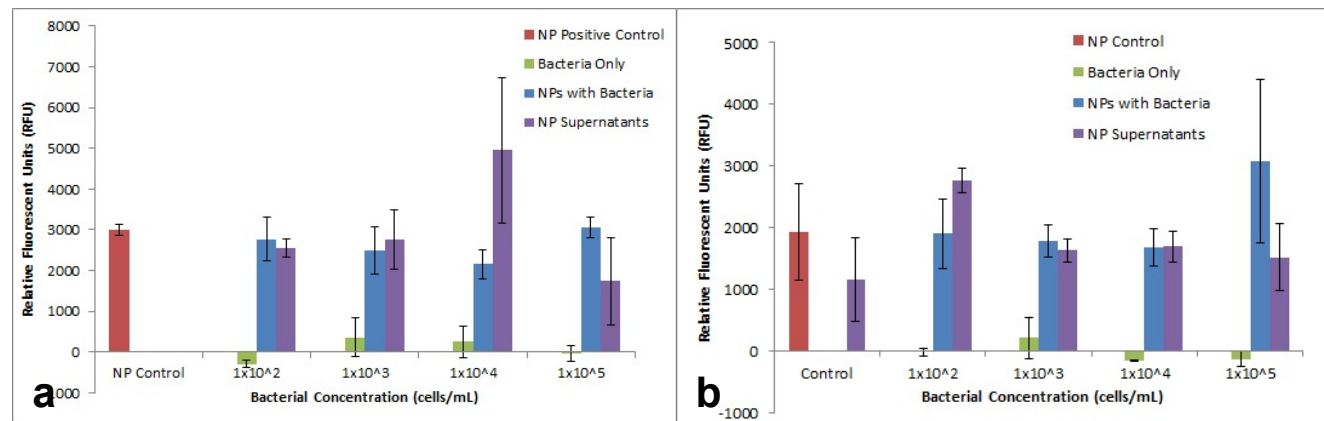 8000
7000
6000
5000
4000
3000
2000
1000
0
1000
Relative Fluorescent Units (RFU)
NP Positive Control
Bacteria Only
NPs with Bacteria
NP Supernatants
NP Control 1x10^2 1x10^3 1x10^4 1x10^5
Bacterial Concentration (cells/mL)
a
5000
4000
3000
2000
1000
0
-1000
Relative Fluorescent Units (RFU)
NP Control
Bacteria Only
NPs with Bacteria
NP Supernatants
Control 1x10^2 1x10^3 1x10^4 1x10^5
Bacterial Concentration (cells/mL)
b